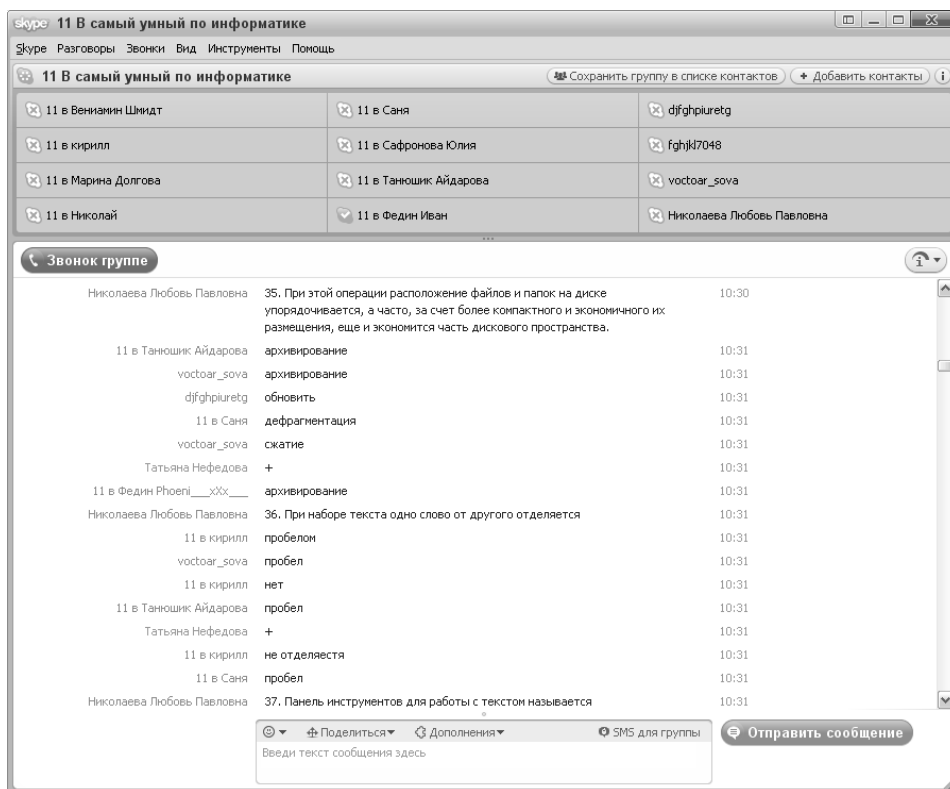 skype 11 В самый умный по информатике
Skype Разговоры Звонки Вид Инструменты Помощь
11 В самый умный по информатике Сохранить группу в списке контактов + Добавить контакты i
11 в Вениамин Шмидт 11 в Саня djfghpiuretg
11 в кирилл 11 в Сафронова Юлия fghjkl7048
11 в Марина Долгова 11 в Танюшик Айдарова voctoar_sova
11 в Николай 11 в Федин Иван Николаева Любовь Павловна
Звонок группе
Николаева Любовь Павловна 35. При этой операции расположение файлов и папок на диске 10:30
упорядочивается, а часто, за счет более компактного и экономичного их
размещения, еще и экономится часть дискового пространства.
11 в Танюшик Айдарова архивирование 10:31
voctoar_sova архивирование 10:31
djfghpiuretg обновить 10:31
11 в Саня дефрагментация 10:31
voctoar_sova сжатие 10:31
Татьяна Нефедова + 10:31
11 в Федин Phoeni___xXx___ архивирование 10:31
Николаева Любовь Павловна 36. При наборе текста одно слово от другого отделяется 10:31
11 в кирилл пробелом 10:31
voctoar_sova пробел 10:31
11 в кирилл нет 10:31
11 в Танюшик Айдарова пробел 10:31
Татьяна Нефедова + 10:31
11 в кирилл не отделяестя 10:31
11 в Саня пробел 10:31
Николаева Любовь Павловна 37. Панель инструментов для работы с текстом называется 10:31
Поделиться Дополнения SMS для группы Отправить сообщение
Введи текст сообщения здесь